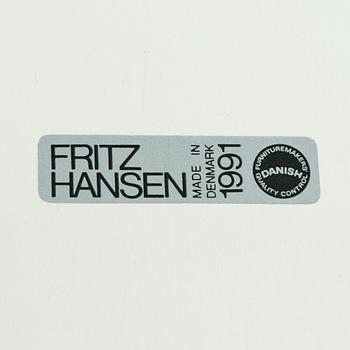 FRITZ
HANSEN
MADE IN
DENMARK
1991
FURNITUREMAKERS
DANISH
QUALITY CONTROL